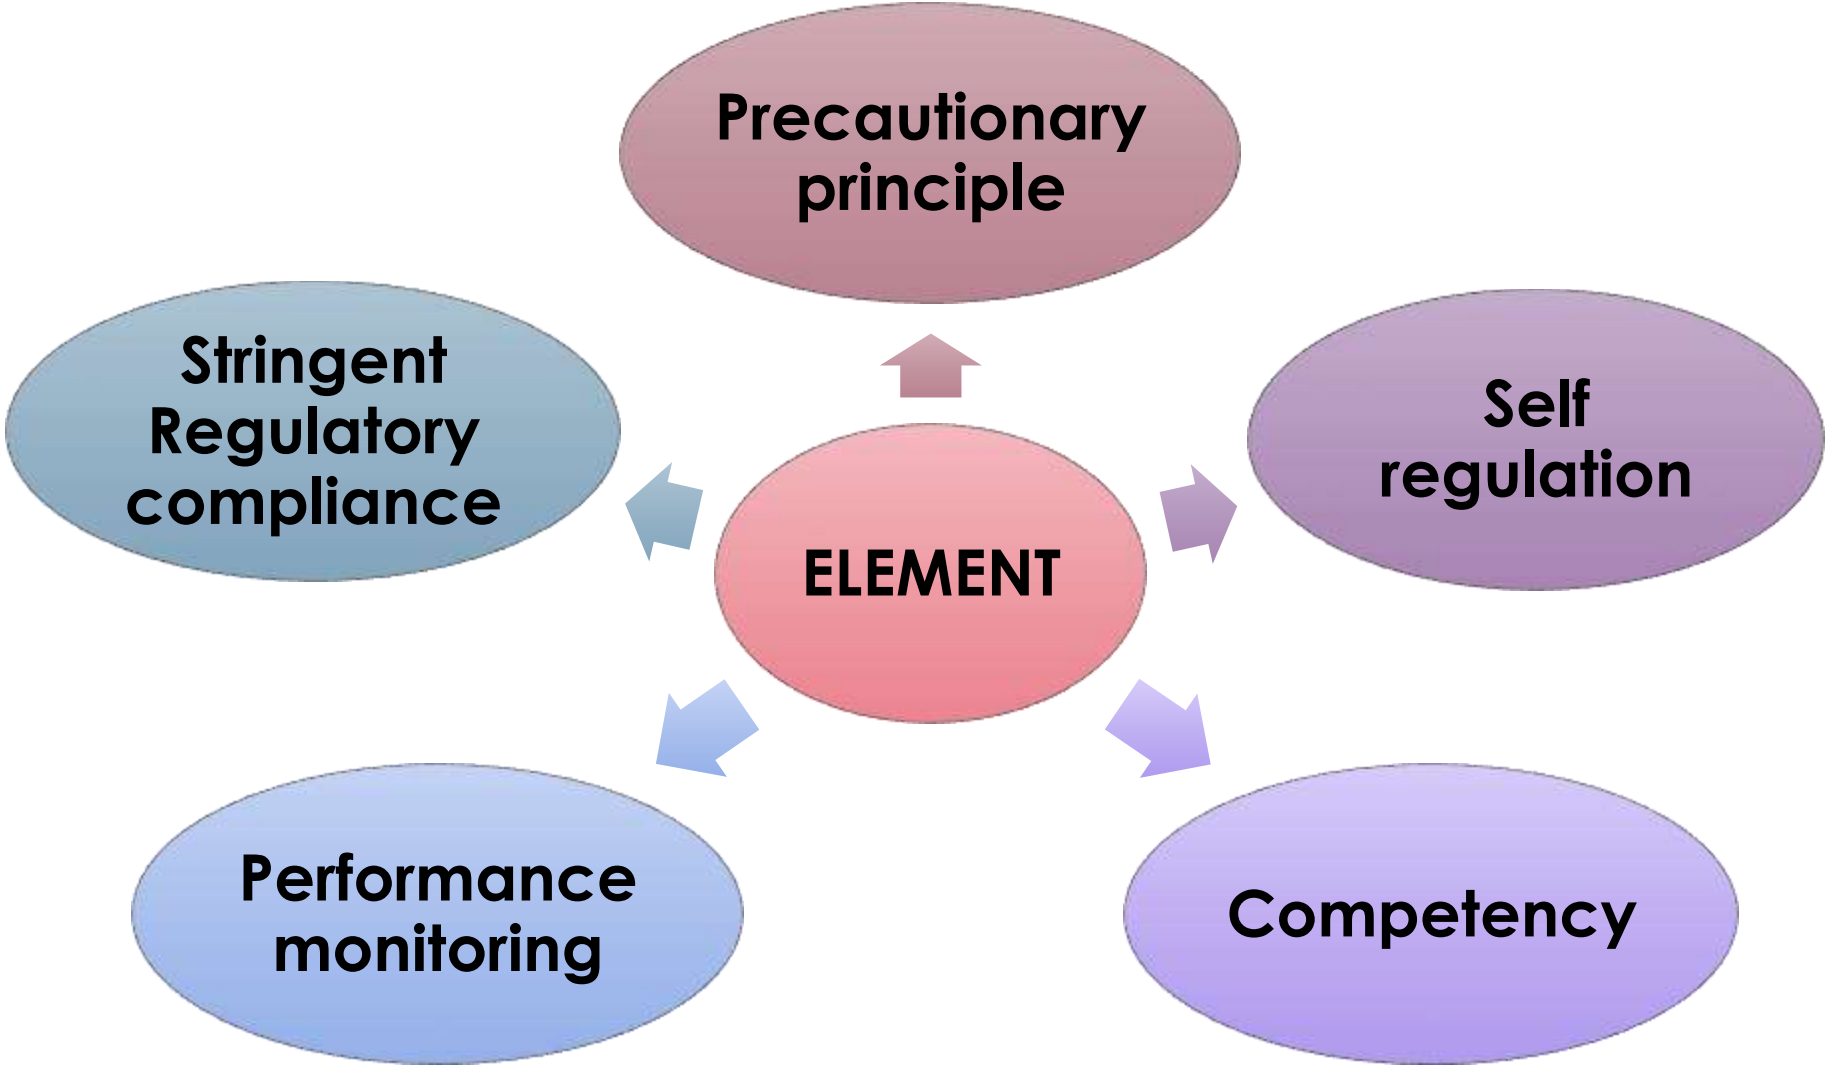 Precautionary
principle
Stringent
Regulatory
compliance
Self
regulation
ELEMENT
Performance
monitoring
Competency